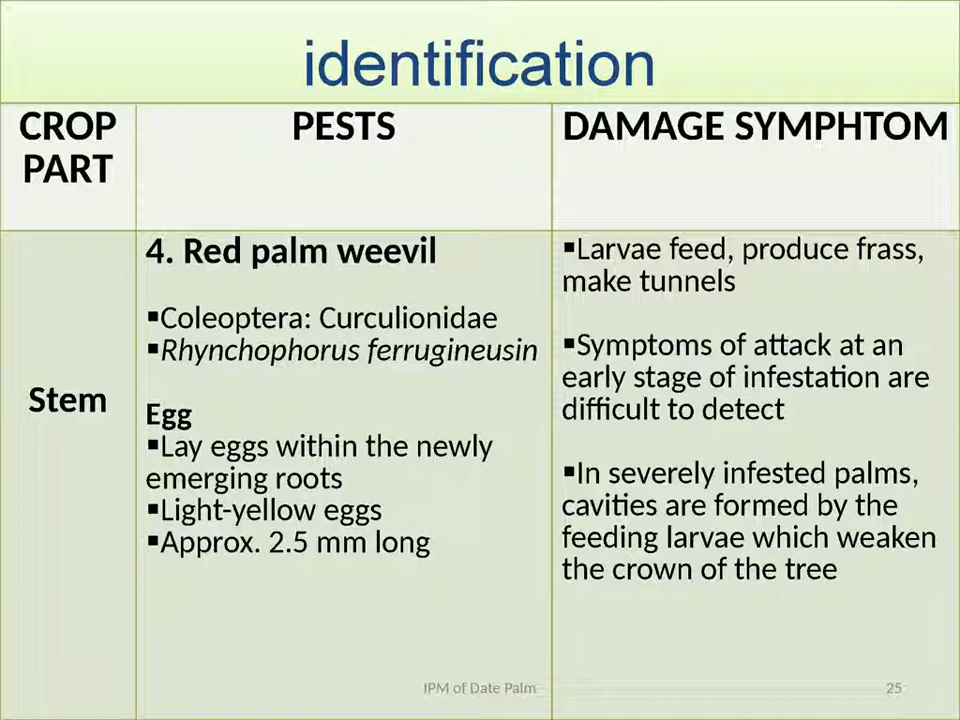 identification
CROP
PART
PESTS
DAMAGE SYMPHTOM
Stem
4. Red palm weevil
▪Coleoptera: Curculionidae
▪Rhynchophorus ferrugineusin
Egg
▪Lay eggs within the newly
emerging roots
▪Light-yellow eggs
▪Approx. 2.5 mm long
▪Larvae feed, produce frass,
make tunnels
▪Symptoms of attack at an
early stage of infestation are
difficult to detect
▪In severely infested palms,
cavities are formed by the
feeding larvae which weaken
the crown of the tree
IPM of Date Palm
25